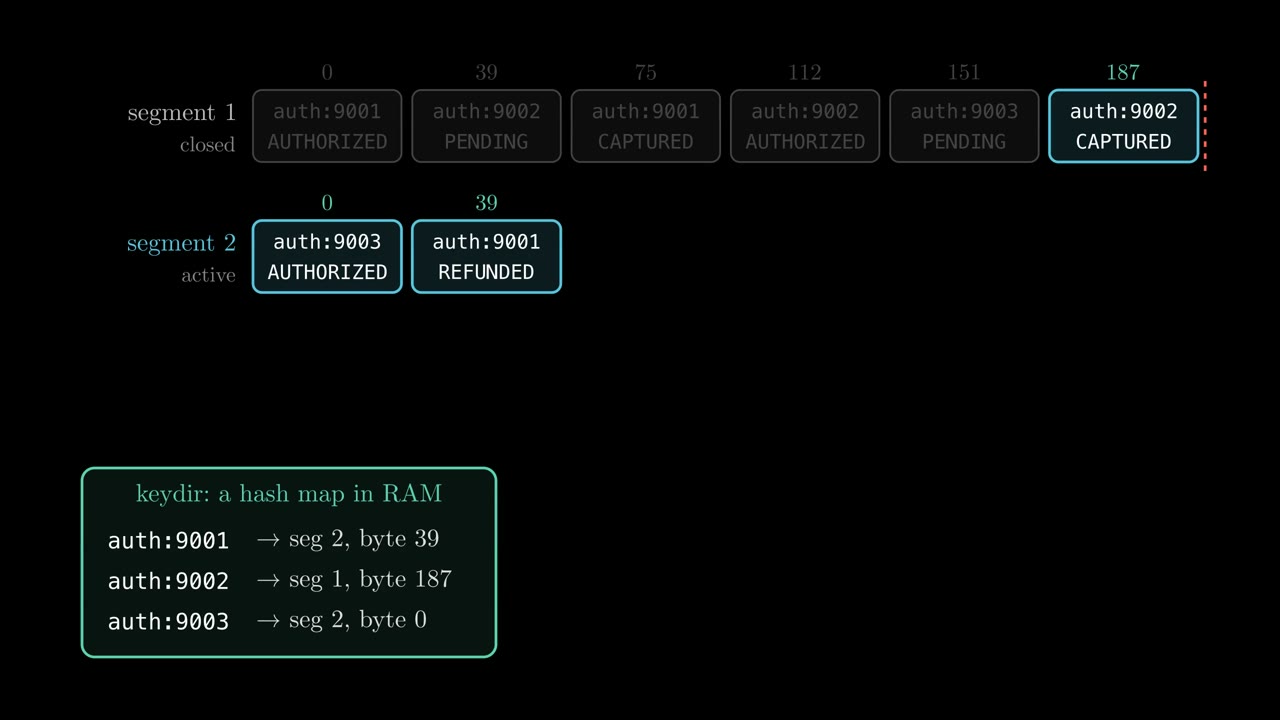 0 39 75 112 151 187
segment 1 auth:9001 auth:9002 auth:9001 auth:9002 auth:9003 auth:9002
closed AUTHORIZED PENDING CAPTURED AUTHORIZED PENDING CAPTURED
0 39
segment 2 auth:9003 auth:9001
active AUTHORIZED REFUNDED
keydir: a hash map in RAM
auth:9001 → seg 2, byte 39
auth:9002 → seg 1, byte 187
auth:9003 → seg 2, byte 0